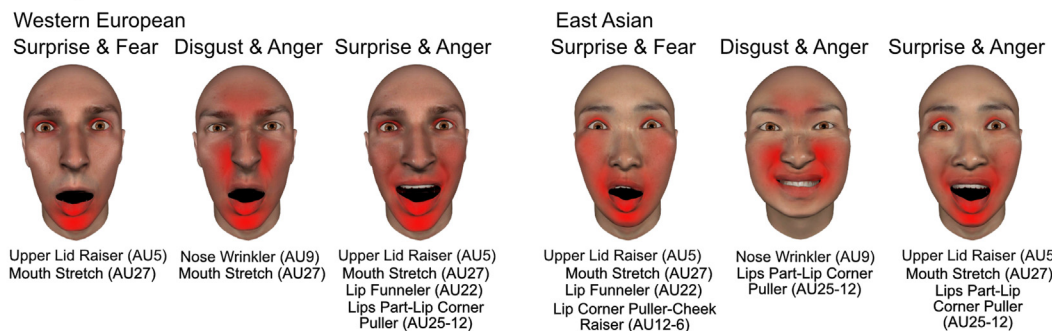 Western European
Surprise & Fear
Disgust & Anger
Surprise & Anger
Upper Lid Raiser (AU5)
Mouth Stretch (AU27)
Nose Wrinkler (AU9)
Mouth Stretch (AU27)
Upper Lid Raiser (AU5)
Mouth Stretch (AU27)
Lip Funneler (AU22)
Lips Part-Lip Corner
Puller (AU25-12)
East Asian
Surprise & Fear
Disgust & Anger
Surprise & Anger
Upper Lid Raiser (AU5)
Mouth Stretch (AU27)
Lip Funneler (AU22)
Lip Corner Puller-Cheek
Raiser (AU12-6)
Nose Wrinkler (AU9)
Lips Part-Lip Corner
Puller (AU25-12)
Upper Lid Raiser (AU5
Mouth Stretch (AU27)
Lips Part-Lip
Corner Puller
(AU25-12)